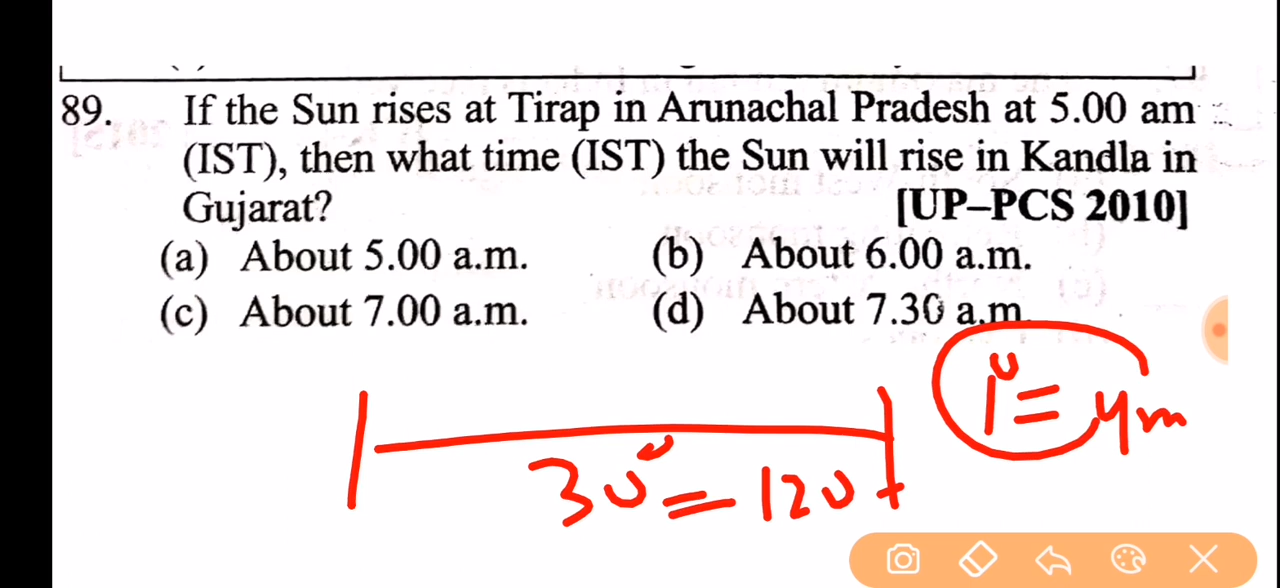 89. If the Sun rises at Tirap in Arunachal Pradesh at 5.00 am
(IST), then what time (IST) the Sun will rise in Kandla in
Gujarat? [UP–PCS 2010]
(a) About 5.00 a.m. (b) About 6.00 a.m.
(c) About 7.00 a.m. (d) About 7.30 a.m.
1° = 4m
30° = 120